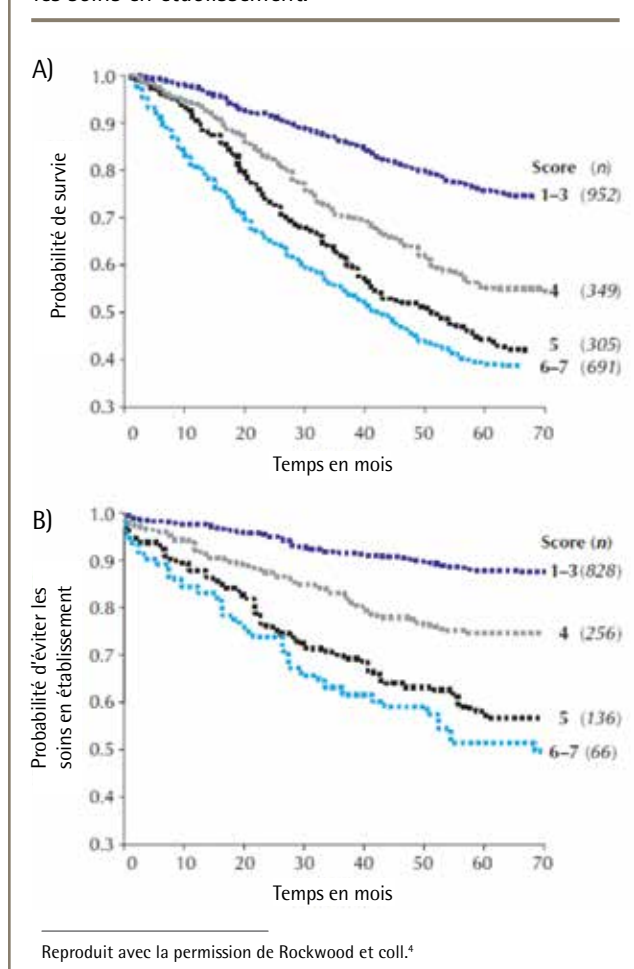 A)
Probabilité de survie
1.0
0.9
0.8
0.7
0.6
0.5
0.4
0.3
0 10 20 30 40 50 60 70
Temps en mois
Score (n)
1–3 (952)
4 (349)
5 (305)
6–7 (691)
B)
Probabilité d'éviter les
soins en établissement
1.0
0.9
0.8
0.7
0.6
0.5
0.4
0.3
0 10 20 30 40 50 60 70
Temps en mois
Score (n)
1–3 (828)
4 (256)
5 (136)
6–7 (66)
Reproduit avec la permission de Rockwood et coll.4